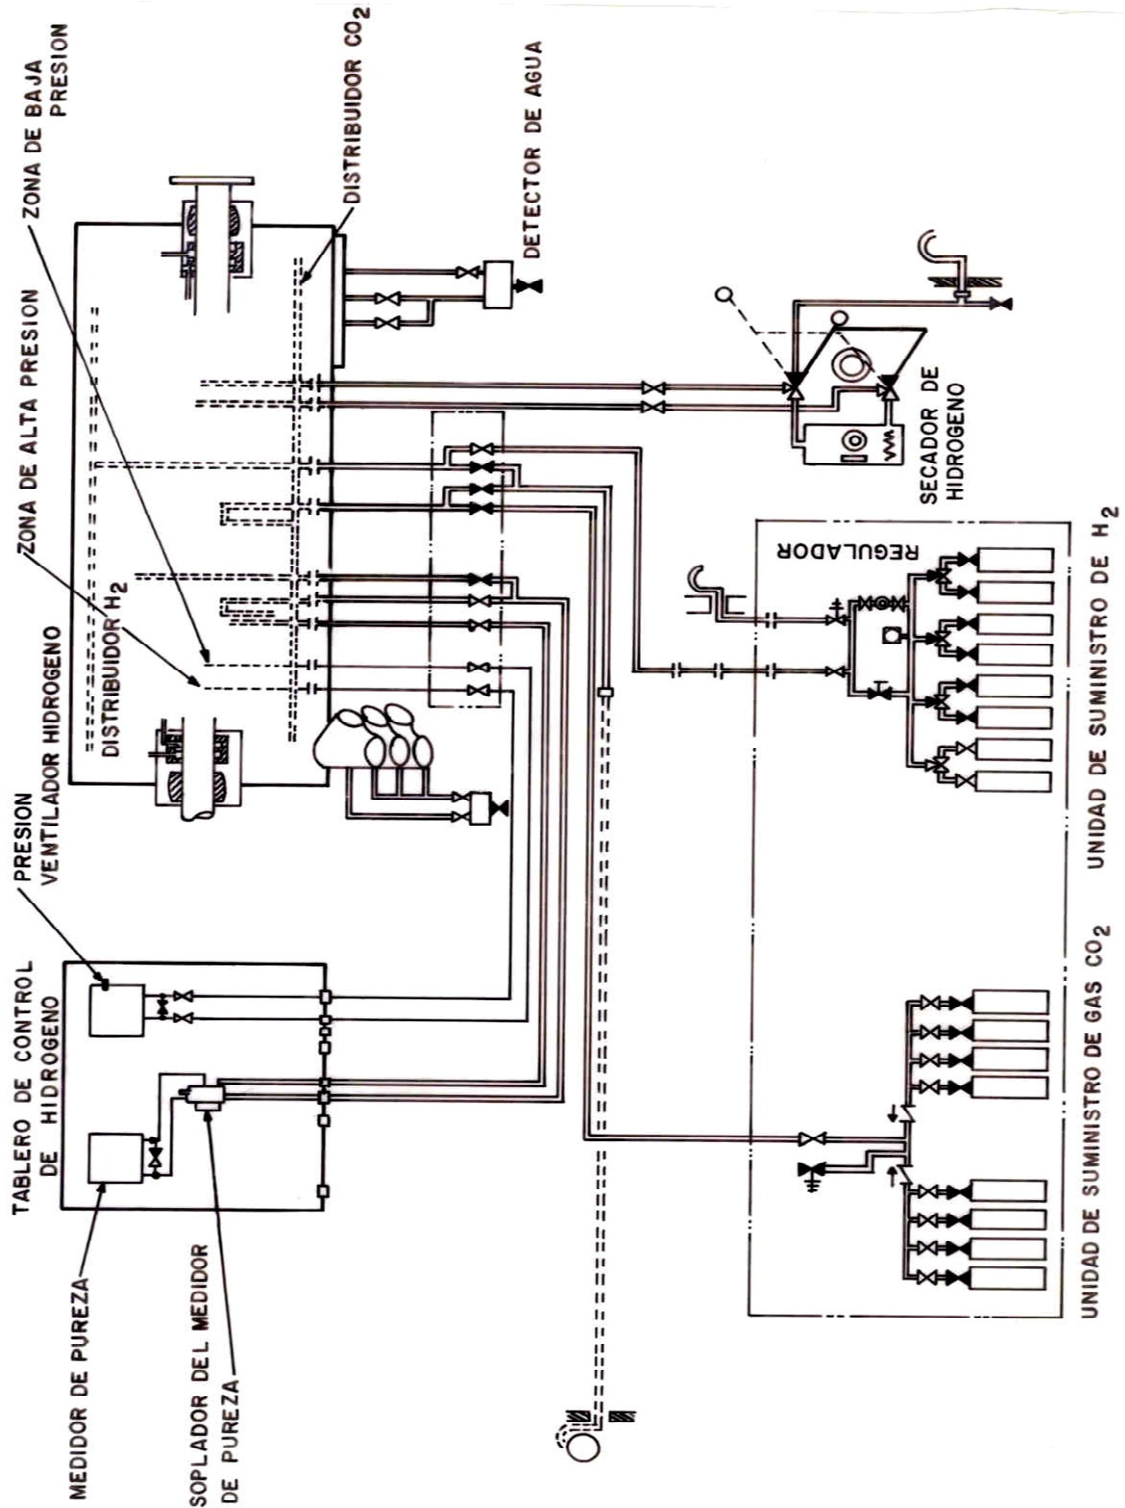 ZONA DE BAJA
PRESION
ZONA DE ALTA PRESION
DISTRIBUIDOR CO2
DETECTOR DE AGUA
DISTRIBUIDOR H2
PRESION
VENTILADOR HIDROGENO
TABLERO DE CONTROL
DE HIDROGENO
MEDIDOR DE PUREZA
SOPLADOR DEL MEDIDOR
DE PUREZA
SECADOR DE
HIDROGENO
REGULADOR
UNIDAD DE SUMINISTRO DE H2
UNIDAD DE SUMINISTRO DE GAS CO2